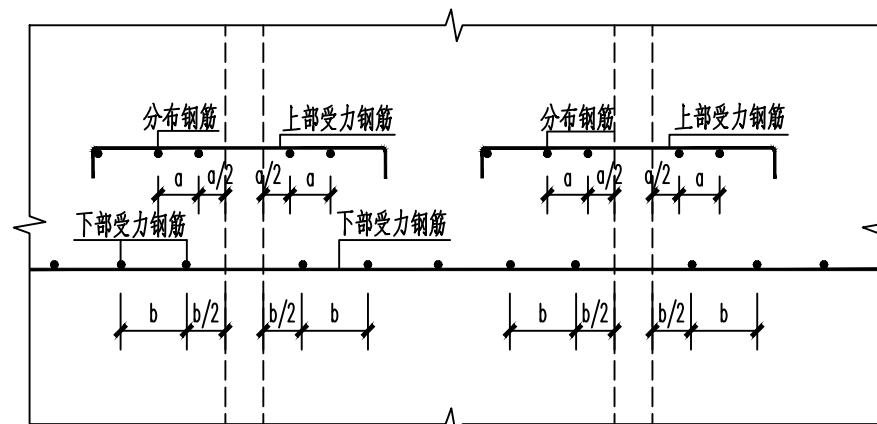 分布钢筋 上部受力钢筋 分布钢筋 上部受力钢筋
a a/2 a/2 a a a/2 a/2 a
下部受力钢筋 下部受力钢筋
b b/2 b/2 b b b/2 b/2 b